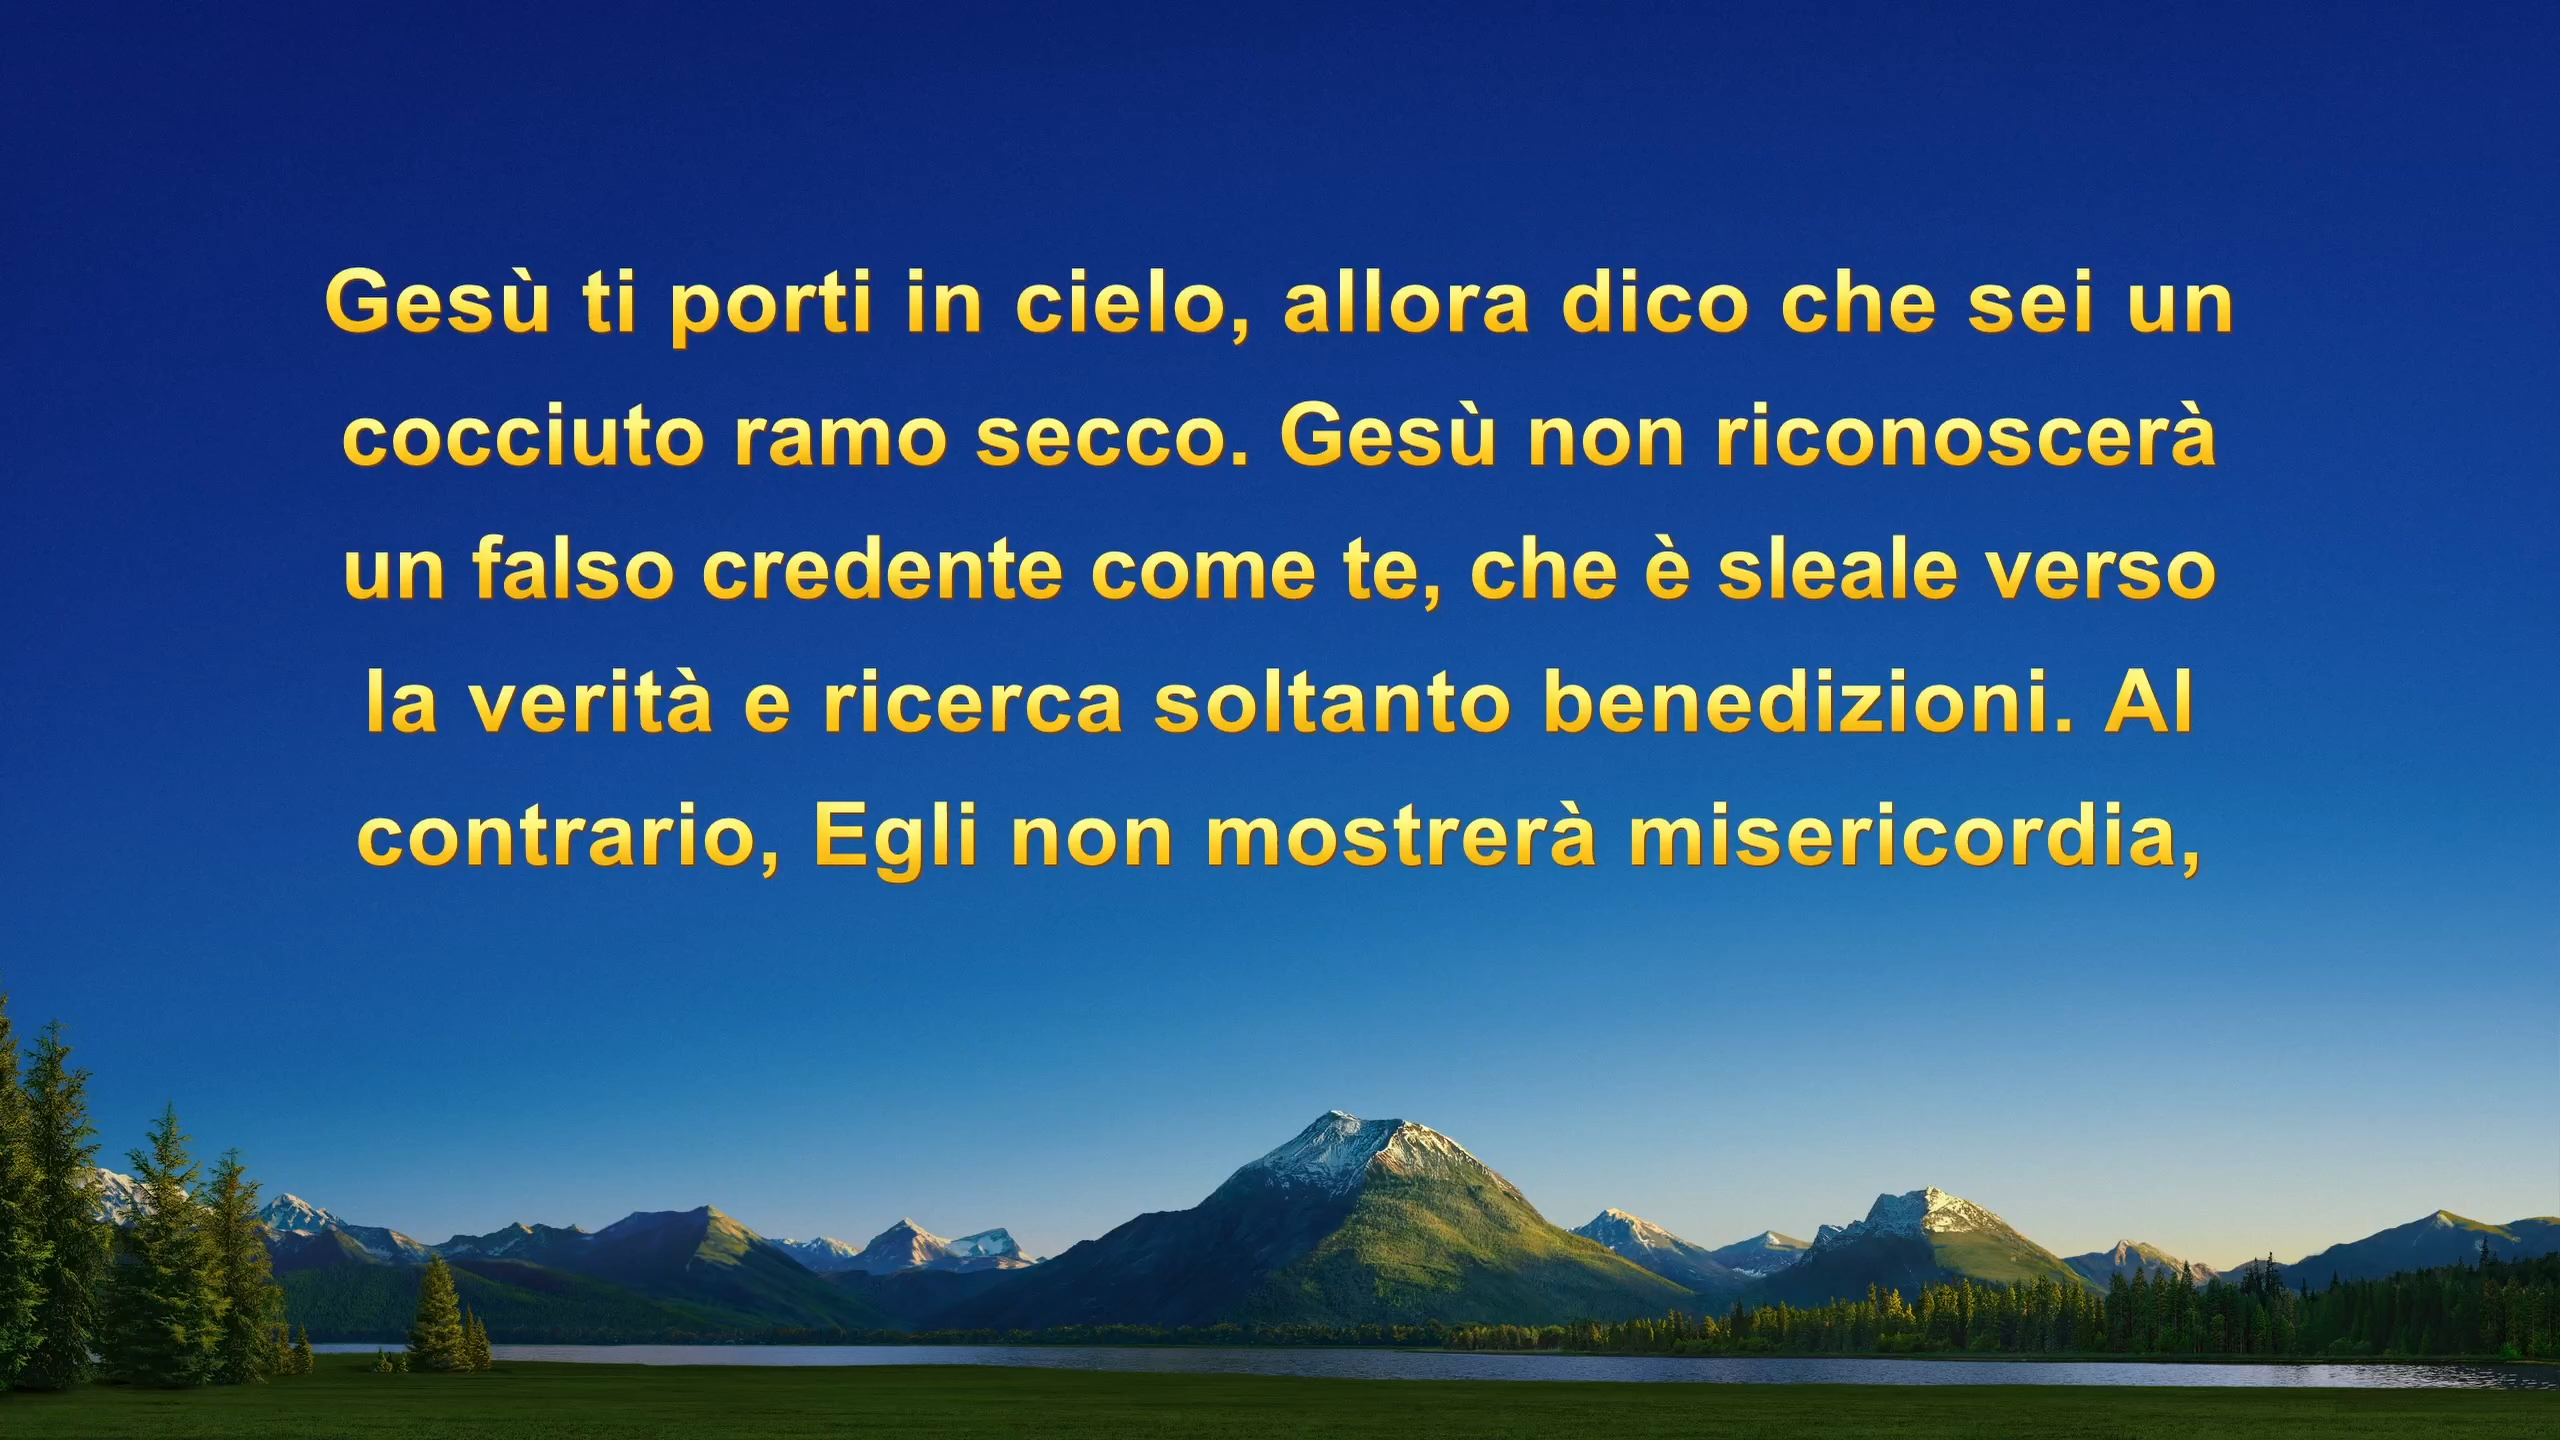 Gesù ti porti in cielo, allora dico che sei un
cocciuto ramo secco. Gesù non riconoscerà
un falso credente come te, che è sleale verso
la verità e ricerca soltanto benedizioni. Al
contrario, Egli non mostrerà misericordia,